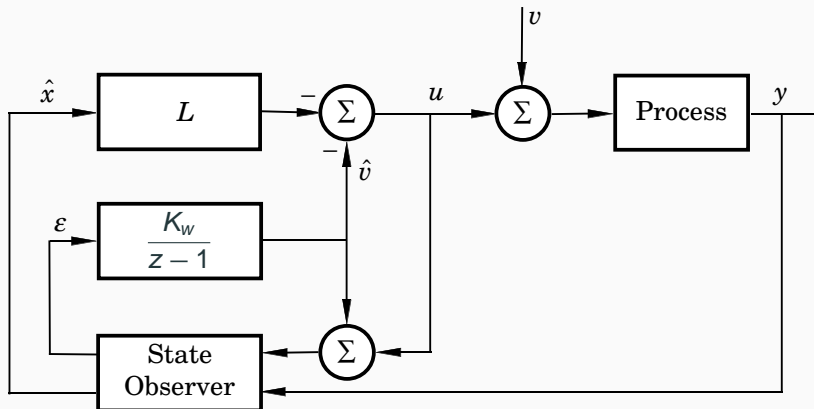 v
x̂
L
−
Σ
u
Σ
Process
y
−
v̂
ε
K_w
z − 1
Σ
State
Observer